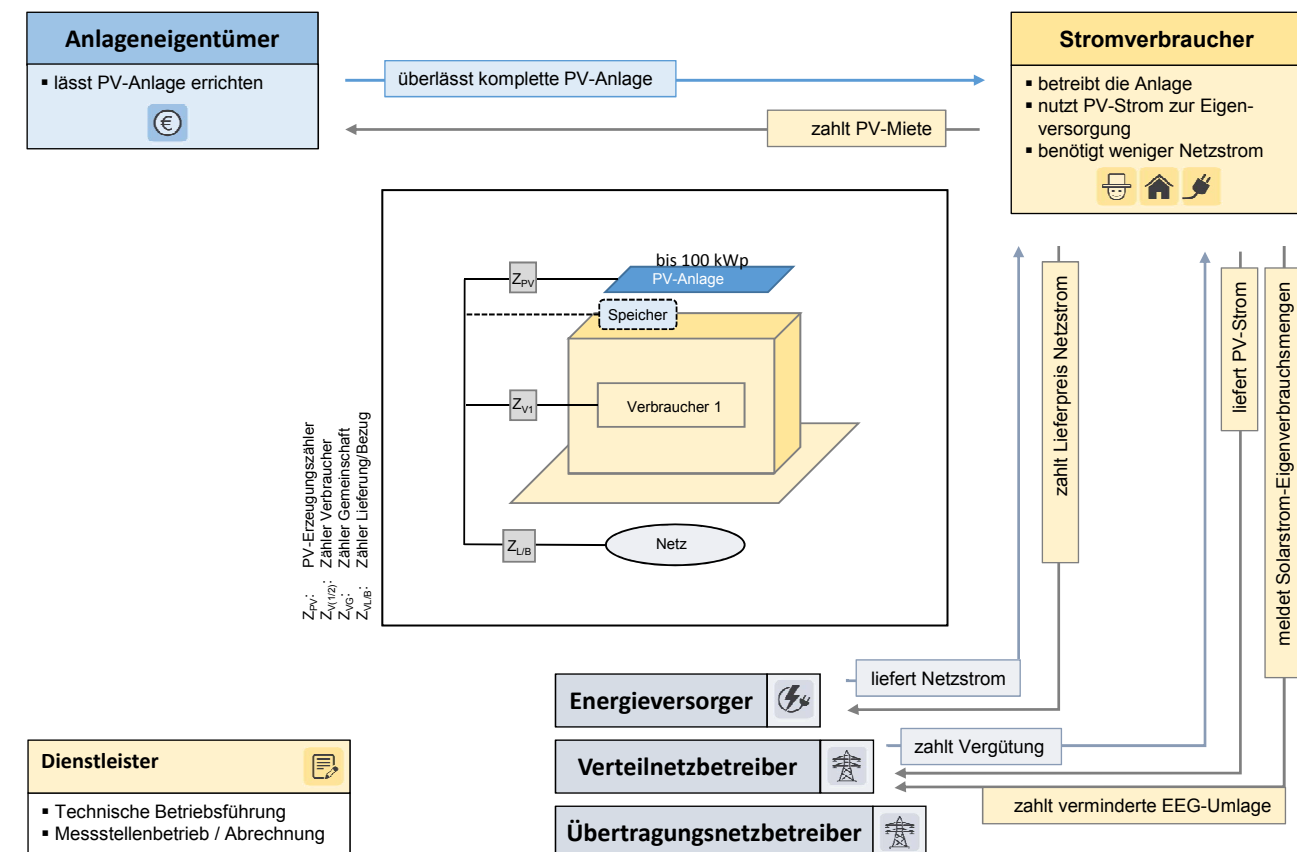 Anlageneigentümer
▪ lässt PV-Anlage errichten
€
überlässt komplette PV-Anlage
zahlt PV-Miete
Stromverbraucher
▪ betreibt die Anlage
▪ nutzt PV-Strom zur Eigen-
versorgung
▪ benötigt weniger Netzstrom
bis 100 kWp
PV-Anlage
Z_PV
Speicher
Z_V1
Verbraucher 1
Z_L/B
Netz
Z_PV: PV-Erzeugungszähler
Z_V(1/2): Zähler Verbraucher
Z_VG: Zähler Gemeinschaft
Z_VL/B: Zähler Lieferung/Bezug
zahlt Lieferpreis Netzstrom
liefert PV-Strom
meldet Solarstrom-Eigenverbrauchsmengen
Energieversorger
liefert Netzstrom
Verteilnetzbetreiber
zahlt Vergütung
zahlt verminderte EEG-Umlage
Übertragungsnetzbetreiber
Dienstleister
▪ Technische Betriebsführung
▪ Messstellenbetrieb / Abrechnung